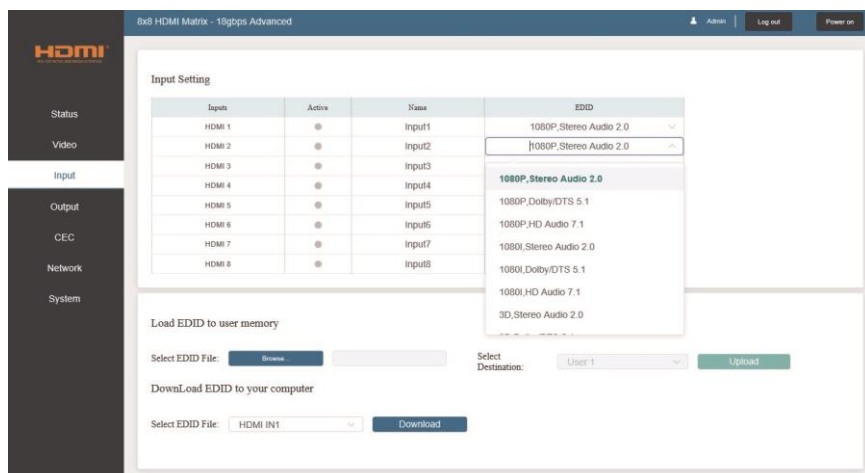 8x8 HDMI Matrix - 18gbps Advanced
Admin
Log out
Power on
HDMI
Status
Video
Input
Output
CEC
Network
System
Input Setting
Inputs Active Name EDID
HDMI 1 Input1 1080P,Stereo Audio 2.0
HDMI 2 Input2 1080P,Stereo Audio 2.0
HDMI 3 Input3
HDMI 4 Input4
HDMI 5 Input5
HDMI 6 Input6
HDMI 7 Input7
HDMI 8 Input8
1080P,Stereo Audio 2.0
1080P,Dolby/DTS 5.1
1080P,HD Audio 7.1
1080I,Stereo Audio 2.0
1080I,Dolby/DTS 5.1
1080I,HD Audio 7.1
3D,Stereo Audio 2.0
Load EDID to user memory
Select EDID File: Browse...
Select
Destination: User 1 Upload
DownLoad EDID to your computer
Select EDID File: HDMI IN1 Download